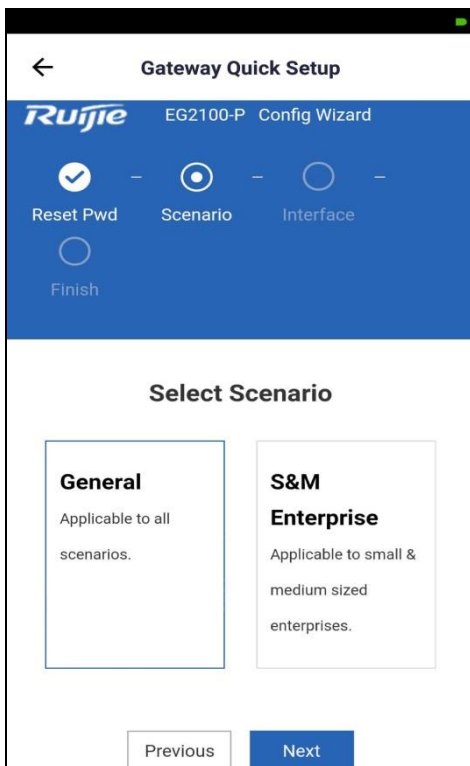 Gateway Quick Setup
Ruijie EG2100-P Config Wizard
Reset Pwd Scenario Interface
Finish
Select Scenario
General
Applicable to all
scenarios.
S&M
Enterprise
Applicable to small &
medium sized
enterprises.
Previous Next